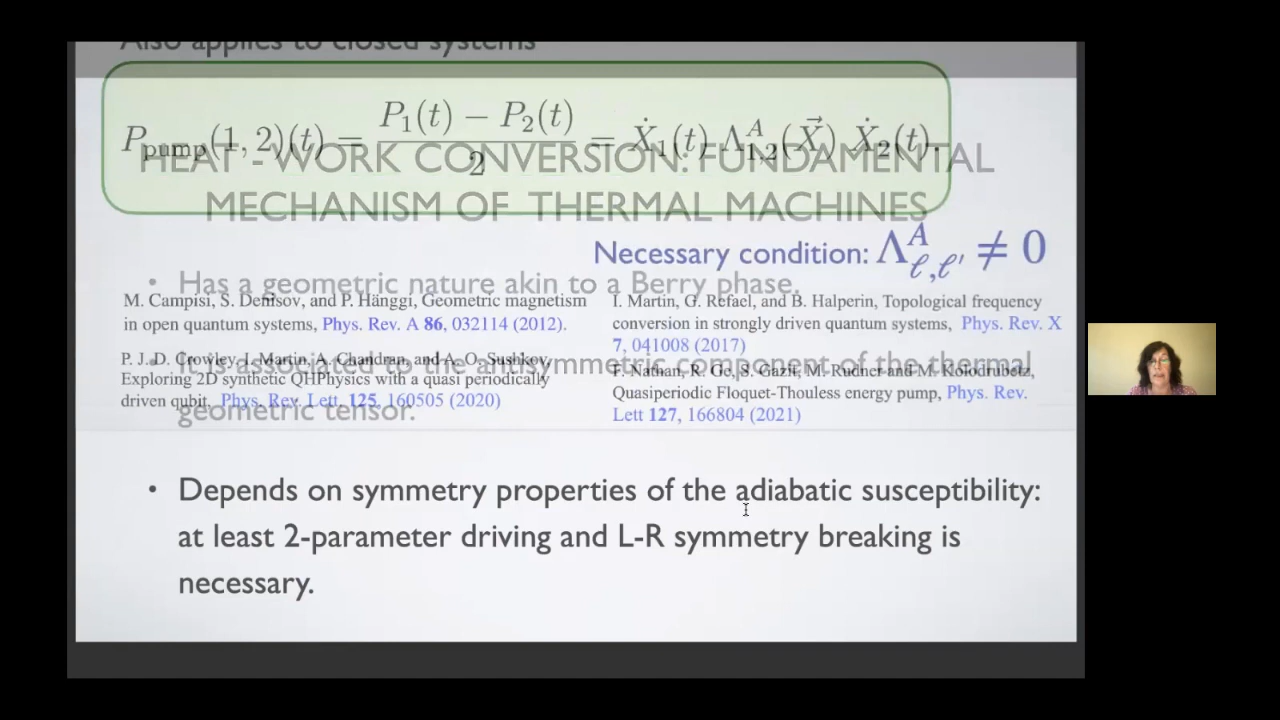 Also applies to closed systems
P_pump(1, 2)(t) = (P_1(t) − P_2(t)) / 2 = Ẋ_1(t) Λ^A_{1,2}(X⃗) Ẋ_2(t).
HEAT - WORK CONVERSION: FUNDAMENTAL
MECHANISM OF THERMAL MACHINES
Necessary condition: Λ^A_{ℓ,ℓ'} ≠ 0
• Has a geometric nature akin to a Berry phase.
M. Campisi, S. Denisov, and P. Hänggi, Geometric magnetism
in open quantum systems, Phys. Rev. A 86, 032114 (2012).
I. Martin, G. Refael, and B. Halperin, Topological frequency
conversion in strongly driven quantum systems, Phys. Rev. X
7, 041008 (2017)
• It is associated to the antisymmetric component of the thermal
geometric tensor.
P. J. D. Crowley, I. Martin, A. Chandran, and A. O. Sushkov,
Exploring 2D synthetic QHPhysics with a quasi periodically
driven qubit, Phys. Rev. Lett. 125, 160505 (2020)
F. Nathan, R. Ge, S. Gazit, M. Rudner and M. Kolodrubetz,
Quasiperiodic Floquet-Thouless energy pump, Phys. Rev.
Lett 127, 166804 (2021)
• Depends on symmetry properties of the adiabatic susceptibility:
at least 2-parameter driving and L-R symmetry breaking is
necessary.